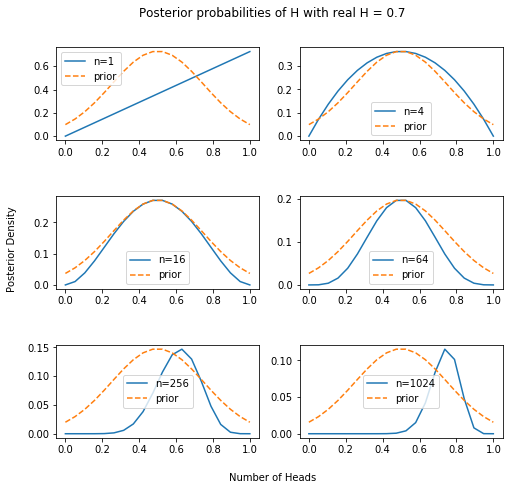 Posterior probabilities of H with real H = 0.7
0.6
0.4
0.2
0.0
n=1
prior
0.0 0.2 0.4 0.6 0.8 1.0
0.3
0.2
0.1
0.0
n=4
prior
0.0 0.2 0.4 0.6 0.8 1.0
Posterior Density
0.2
0.1
0.0
n=16
prior
0.0 0.2 0.4 0.6 0.8 1.0
0.2
0.1
0.0
n=64
prior
0.0 0.2 0.4 0.6 0.8 1.0
0.15
0.10
0.05
0.00
n=256
prior
0.0 0.2 0.4 0.6 0.8 1.0
0.10
0.05
0.00
n=1024
prior
0.0 0.2 0.4 0.6 0.8 1.0
Number of Heads